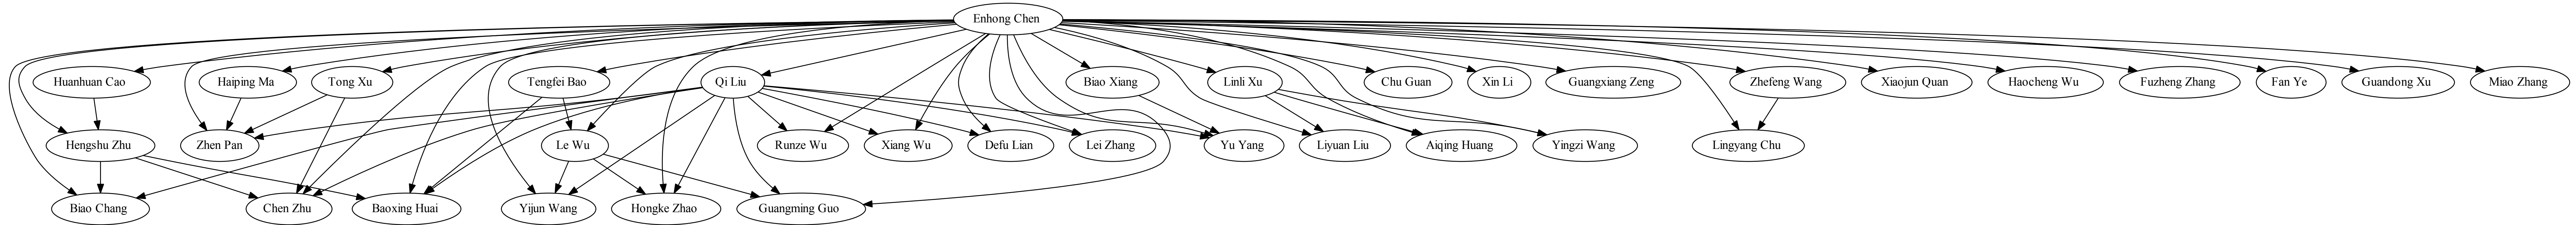 Enhong Chen
Huanhuan Cao
Haiping Ma
Tong Xu
Tengfei Bao
Qi Liu
Biao Xiang
Linli Xu
Chu Guan
Xin Li
Guangxiang Zeng
Zhefeng Wang
Xiaojun Quan
Haocheng Wu
Fuzheng Zhang
Fan Ye
Guandong Xu
Miao Zhang
Hengshu Zhu
Zhen Pan
Le Wu
Runze Wu
Xiang Wu
Defu Lian
Lei Zhang
Yu Yang
Liyuan Liu
Aiqing Huang
Yingzi Wang
Lingyang Chu
Biao Chang
Chen Zhu
Baoxing Huai
Yijun Wang
Hongke Zhao
Guangming Guo